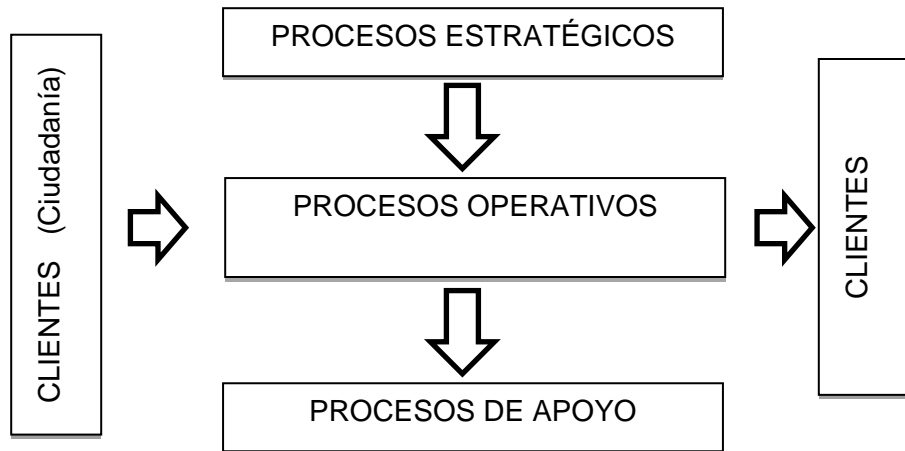 PROCESOS ESTRATÉGICOS
CLIENTES (Ciudadanía)
PROCESOS OPERATIVOS
CLIENTES
PROCESOS DE APOYO